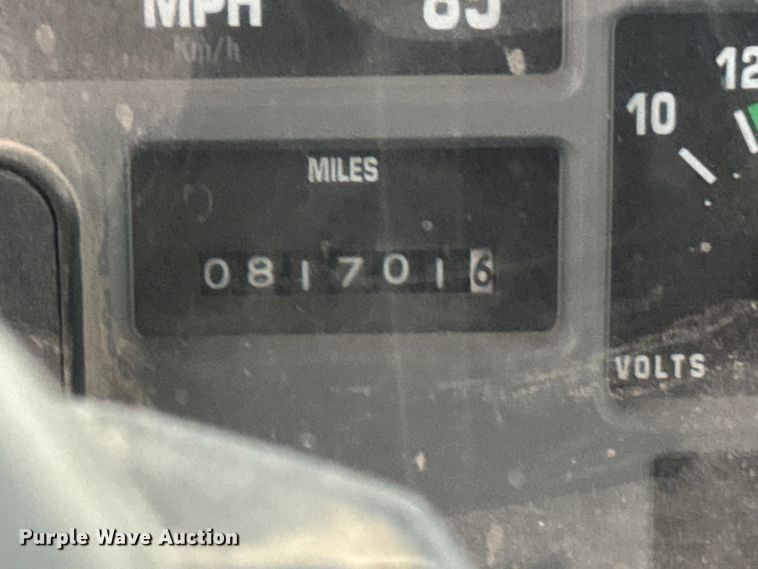 MPH
85
Km/h
12
10
MILES
0817016
VOLTS
Purple Wave Auction